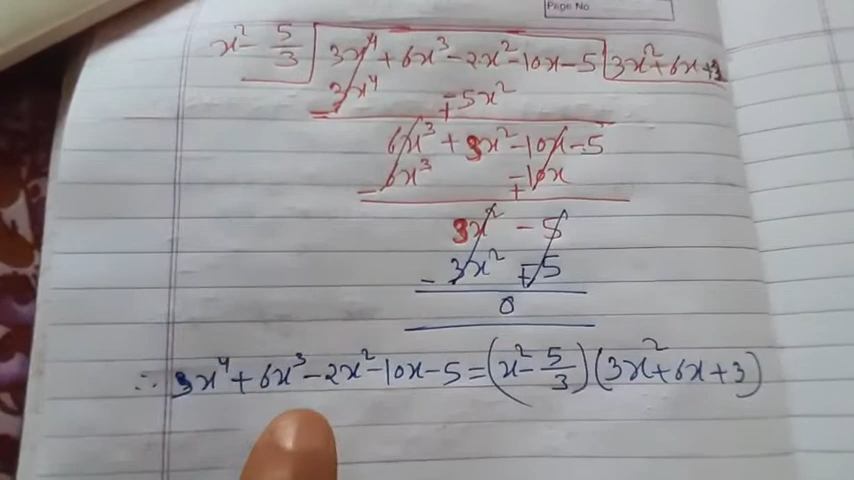 Page No
x² - 5/3 ) 3x⁴ + 6x³ - 2x² - 10x - 5 ( 3x² + 6x + 3
- 3x⁴ -+ 5x²
6x³ + 3x² - 10x - 5
- 6x³ -+ 10x
3x² - 5
- 3x² -+ 5
0
∴ 3x⁴ + 6x³ - 2x² - 10x - 5 = (x² - 5/3) (3x² + 6x + 3)